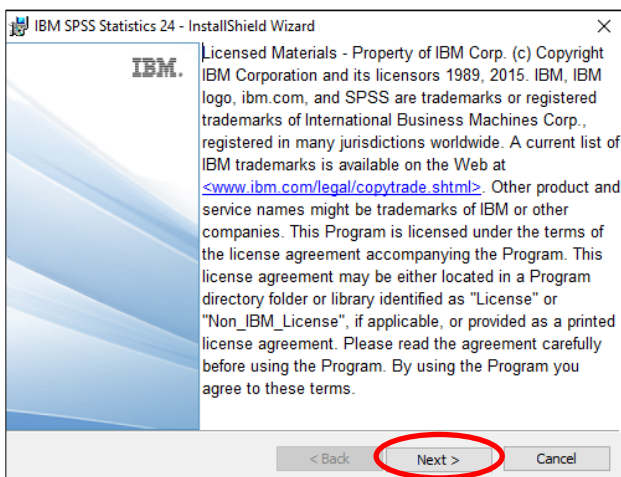 IBM SPSS Statistics 24 - InstallShield Wizard
IBM.
Licensed Materials - Property of IBM Corp. (c) Copyright
IBM Corporation and its licensors 1989, 2015. IBM, IBM
logo, ibm.com, and SPSS are trademarks or registered
trademarks of International Business Machines Corp.,
registered in many jurisdictions worldwide. A current list of
IBM trademarks is available on the Web at
<www.ibm.com/legal/copytrade.shtml>. Other product and
service names might be trademarks of IBM or other
companies. This Program is licensed under the terms of
the license agreement accompanying the Program. This
license agreement may be either located in a Program
directory folder or library identified as "License" or
"Non_IBM_License", if applicable, or provided as a printed
license agreement. Please read the agreement carefully
before using the Program. By using the Program you
agree to these terms.
< Back
Next >
Cancel